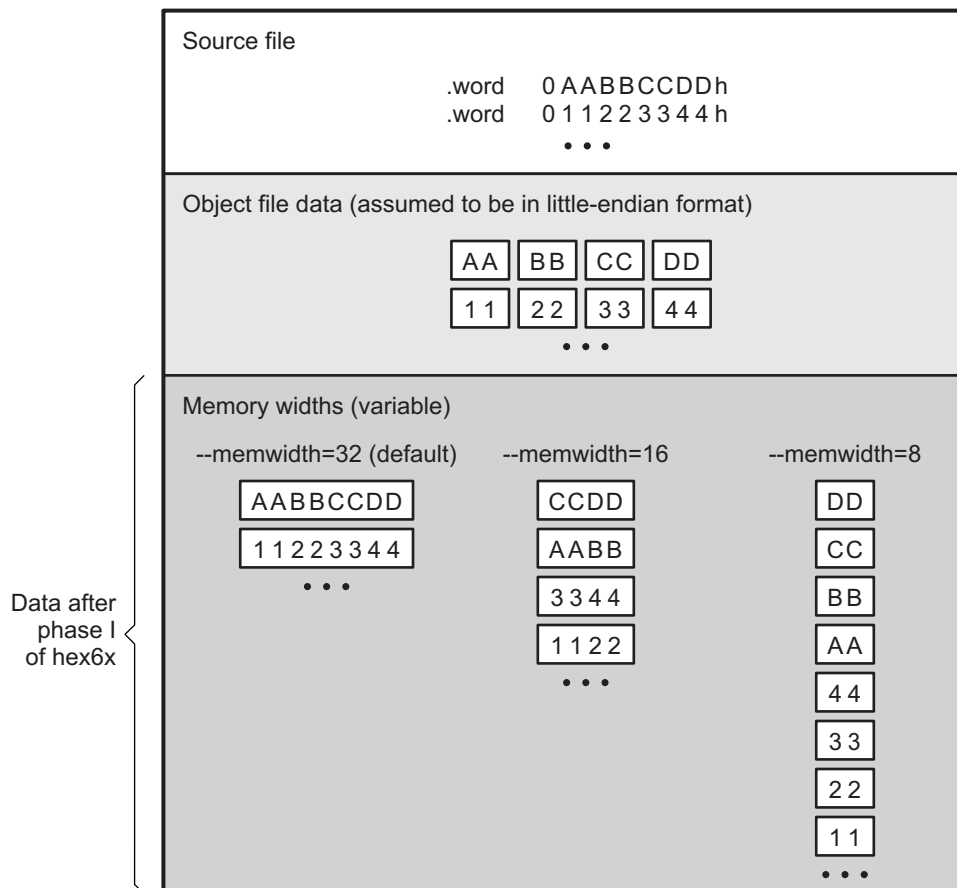 Source file
.word 0AABBCCDDh
.word 011223344h
• • •
Object file data (assumed to be in little-endian format)
AA BB CC DD
11 22 33 44
• • •
Memory widths (variable)
--memwidth=32 (default) --memwidth=16 --memwidth=8
AABBCCDD CCDD DD
11223344 AABB CC
• • • 3344 BB
1122 AA
• • • 44
33
22
11
• • •
Data after
phase I
of hex6x